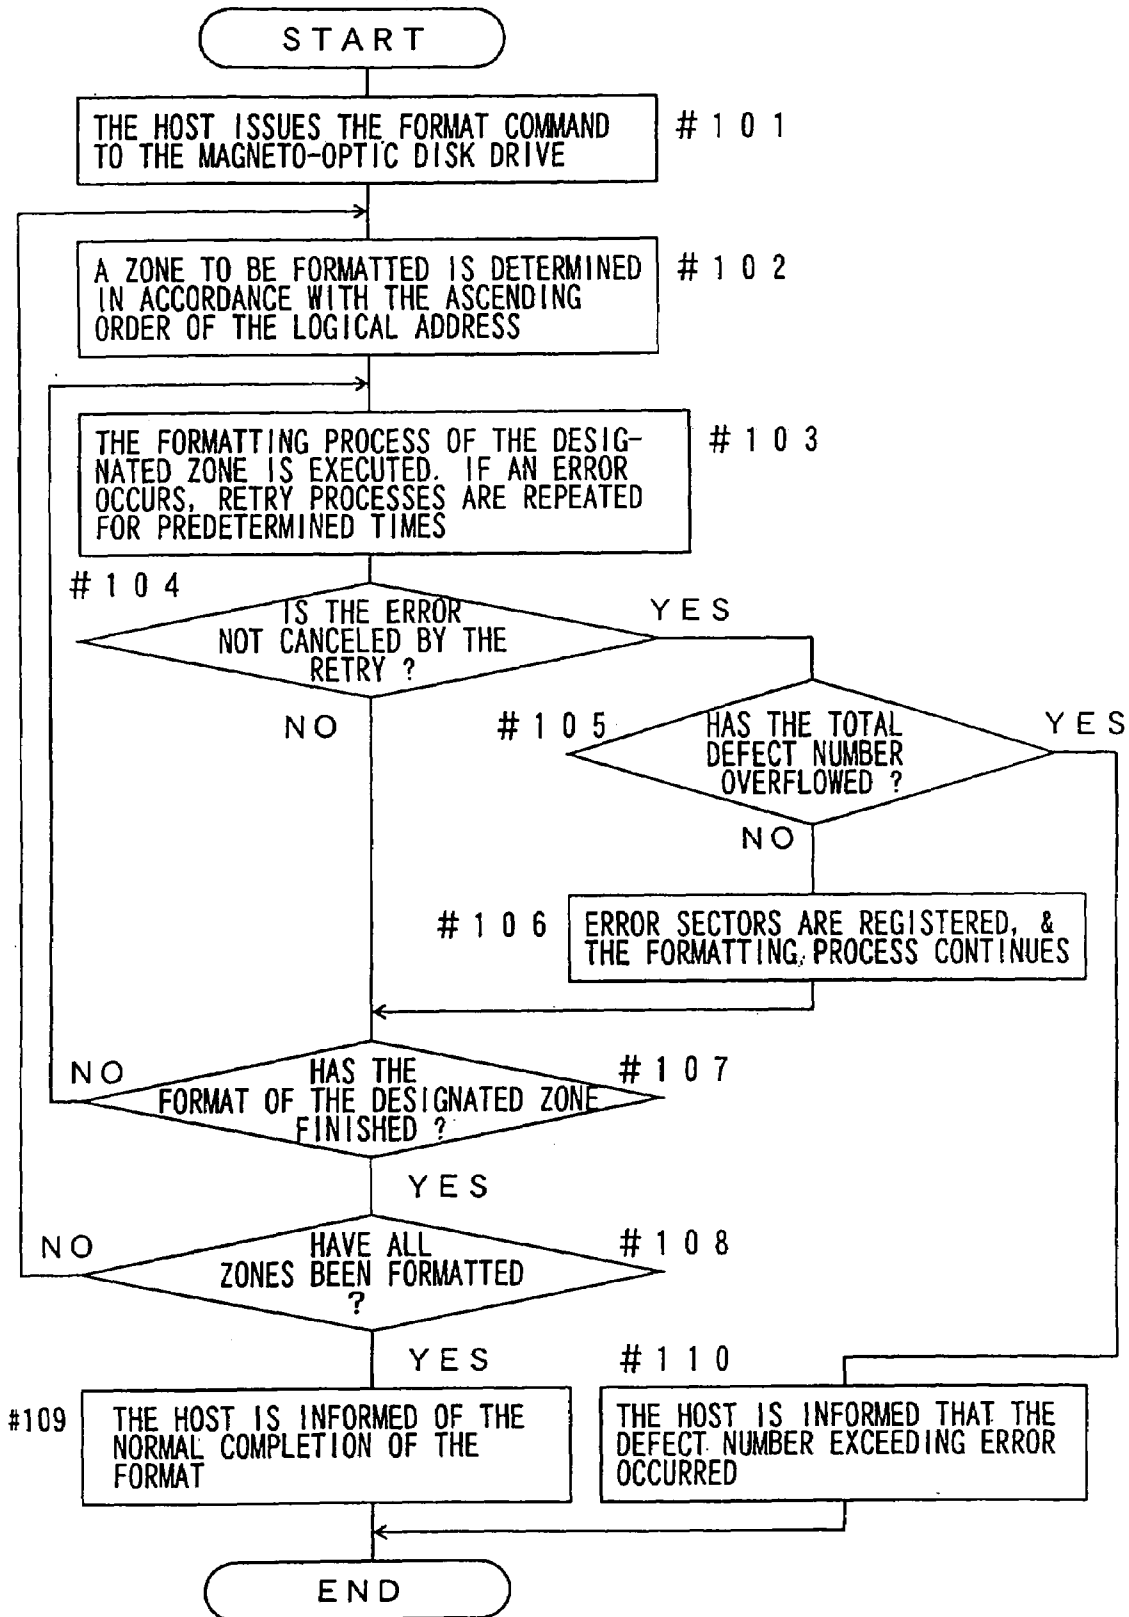 START
THE HOST ISSUES THE FORMAT COMMAND
TO THE MAGNETO-OPTIC DISK DRIVE
#101
A ZONE TO BE FORMATTED IS DETERMINED
IN ACCORDANCE WITH THE ASCENDING
ORDER OF THE LOGICAL ADDRESS
#102
THE FORMATTING PROCESS OF THE DESIG-
NATED ZONE IS EXECUTED. IF AN ERROR
OCCURS, RETRY PROCESSES ARE REPEATED
FOR PREDETERMINED TIMES
#103
#104
IS THE ERROR
NOT CANCELED BY THE
RETRY ?
YES
NO
#105
HAS THE TOTAL
DEFECT NUMBER
OVERFLOWED ?
YES
NO
#106
ERROR SECTORS ARE REGISTERED, &
THE FORMATTING PROCESS CONTINUES
NO
HAS THE
FORMAT OF THE DESIGNATED ZONE
FINISHED ?
#107
YES
NO
HAVE ALL
ZONES BEEN FORMATTED
?
#108
YES
#109
THE HOST IS INFORMED OF THE
NORMAL COMPLETION OF THE
FORMAT
#110
THE HOST IS INFORMED THAT THE
DEFECT NUMBER EXCEEDING ERROR
OCCURRED
END